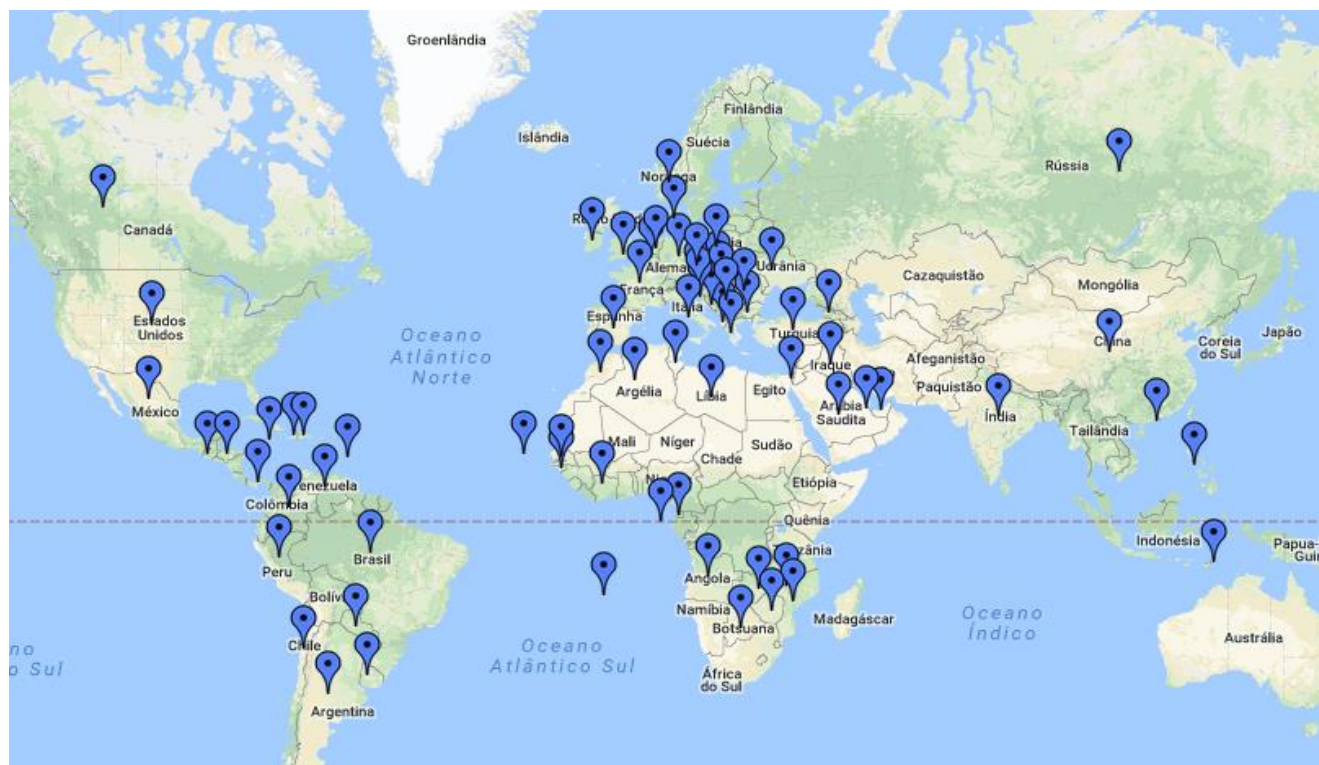 Groenlândia
Finlândia
Islândia
Suécia
Rússia
Canadá
Ucrânia
França
Cazaquistão
Mongólia
Estados
Unidos
Oceano
Atlântico
Norte
Espanha
Itália
Turquia
China
Coreia
do Sul
Japão
México
Argélia
Líbia
Egito
Iraque
Afeganistão
Paquistão
Arábia
Saudita
Índia
Tailândia
Mali
Níger
Sudão
Chade
Etiópia
Venezuela
Colômbia
Quênia
Indonésia
Papua-
Gui
Brasil
Peru
Tanzânia
Angola
Namíbia
Botsuana
Madagáscar
Oceano
Índico
Chile
Oceano
Atlântico Sul
no
o Sul
Austrália
África
do Sul
Argentina